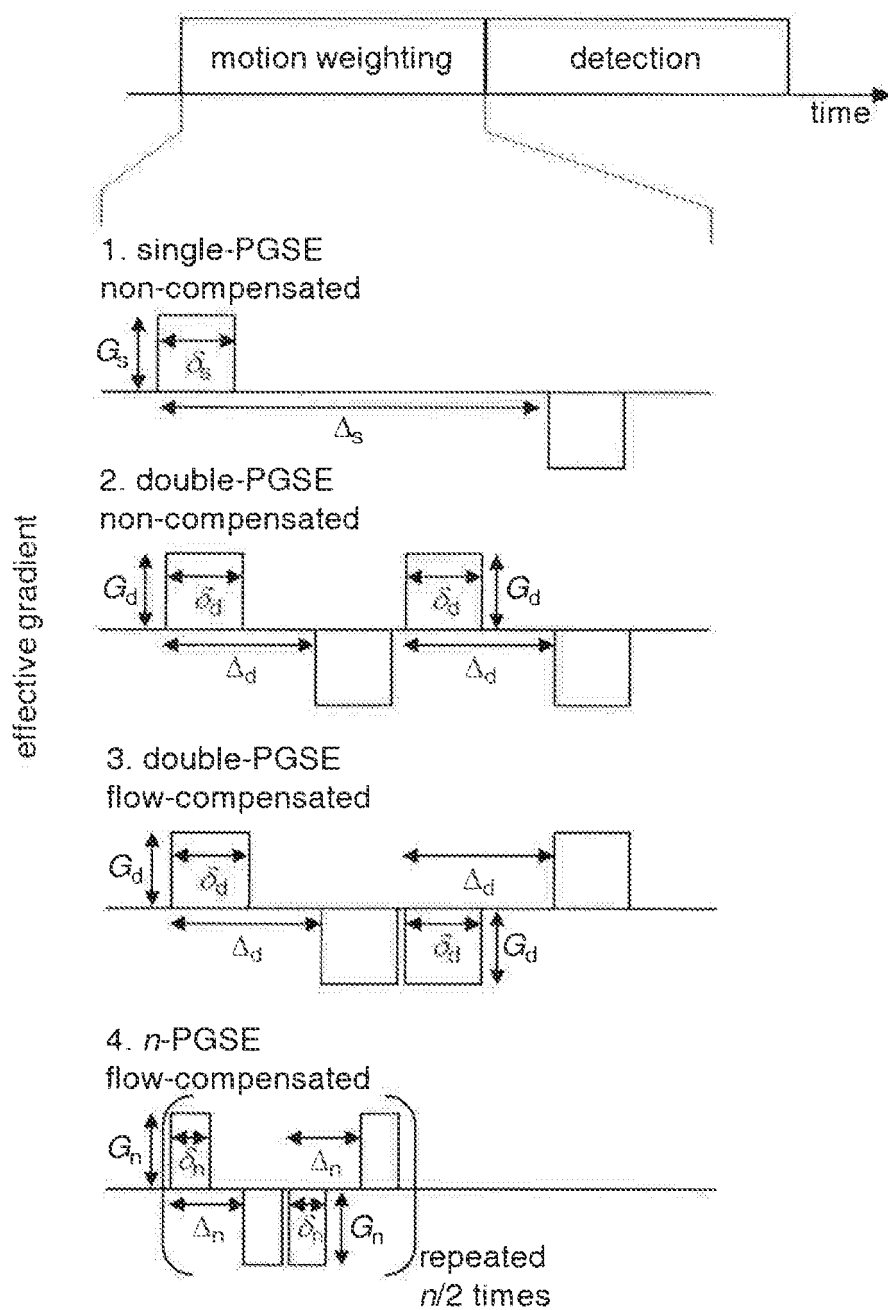 motion weighting
detection
time
1. single-PGSE
non-compensated
Gs
δs
Δs
2. double-PGSE
non-compensated
Gd
δd
δd
Gd
Δd
Δd
effective gradient
3. double-PGSE
flow-compensated
Gd
δd
Δd
Δd
δd
Gd
4. n-PGSE
flow-compensated
Gn
δn
Δn
Δn
δn
Gn
repeated
n/2 times